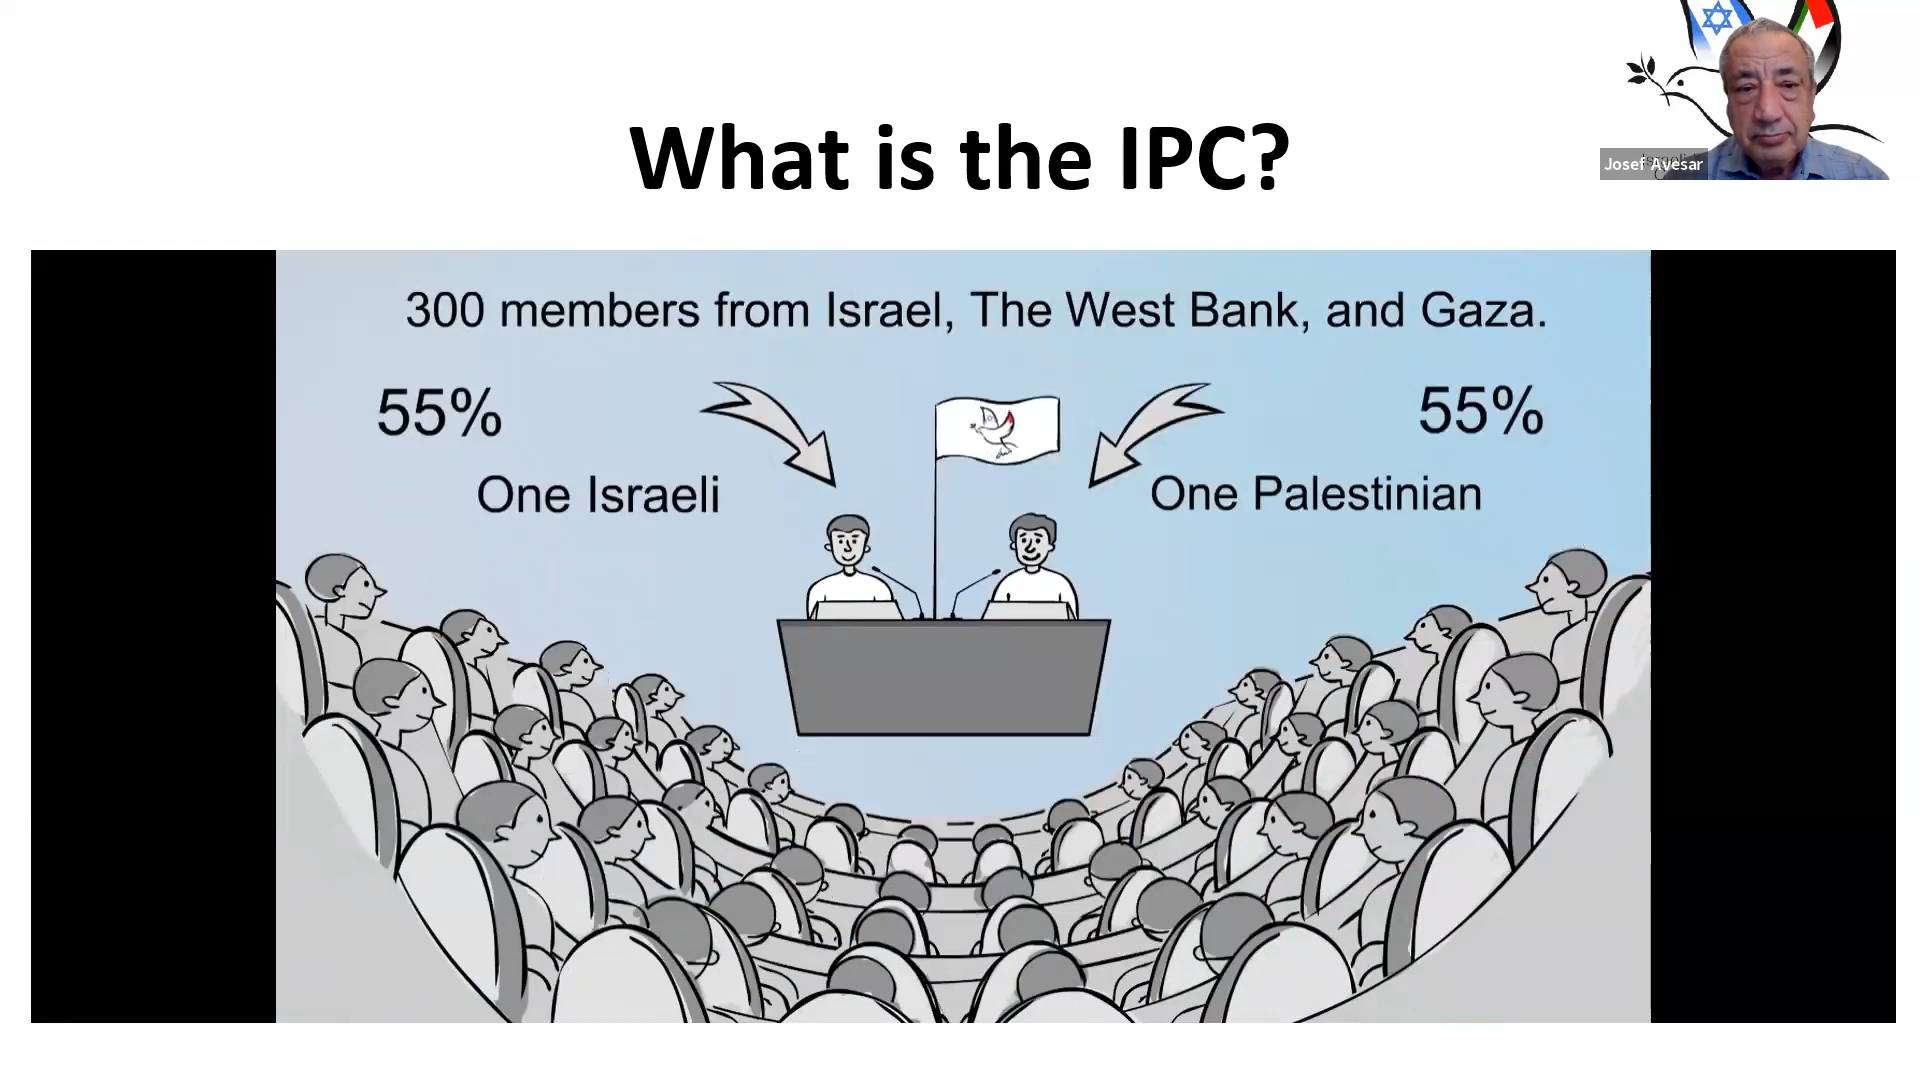 What is the IPC?
Josef Avesar
300 members from Israel, The West Bank, and Gaza.
55%
55%
One Israeli
One Palestinian